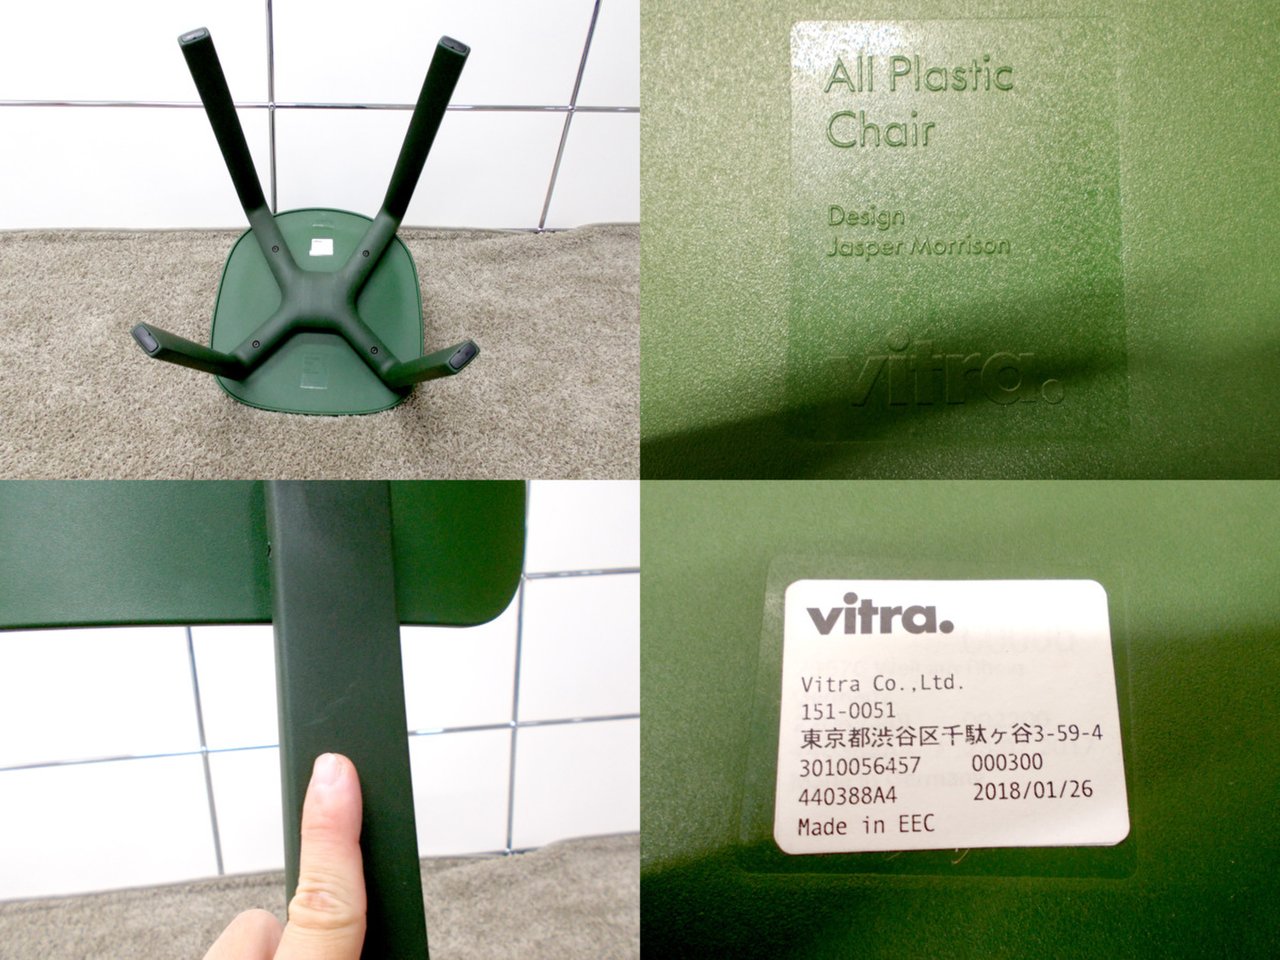 All Plastic
Chair
Design
Jasper Morrison
vitra.
vitra.
Vitra Co.,Ltd.
151-0051
東京都渋谷区千駄ヶ谷3-59-4
3010056457 000300
440388A4 2018/01/26
Made in EEC